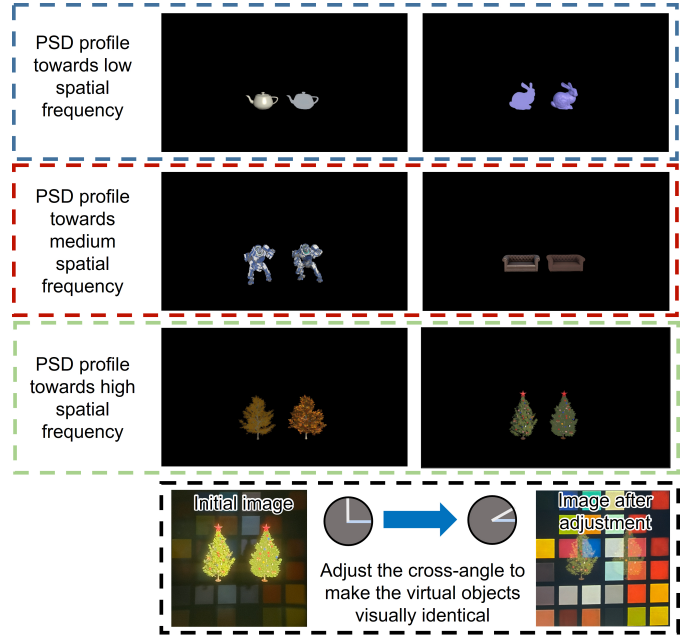 PSD profile
towards low
spatial
frequency
PSD profile
towards
medium
spatial
frequency
PSD profile
towards high
spatial
frequency
Initial image
Adjust the cross-angle to
make the virtual objects
visually identical
Image after
adjustment